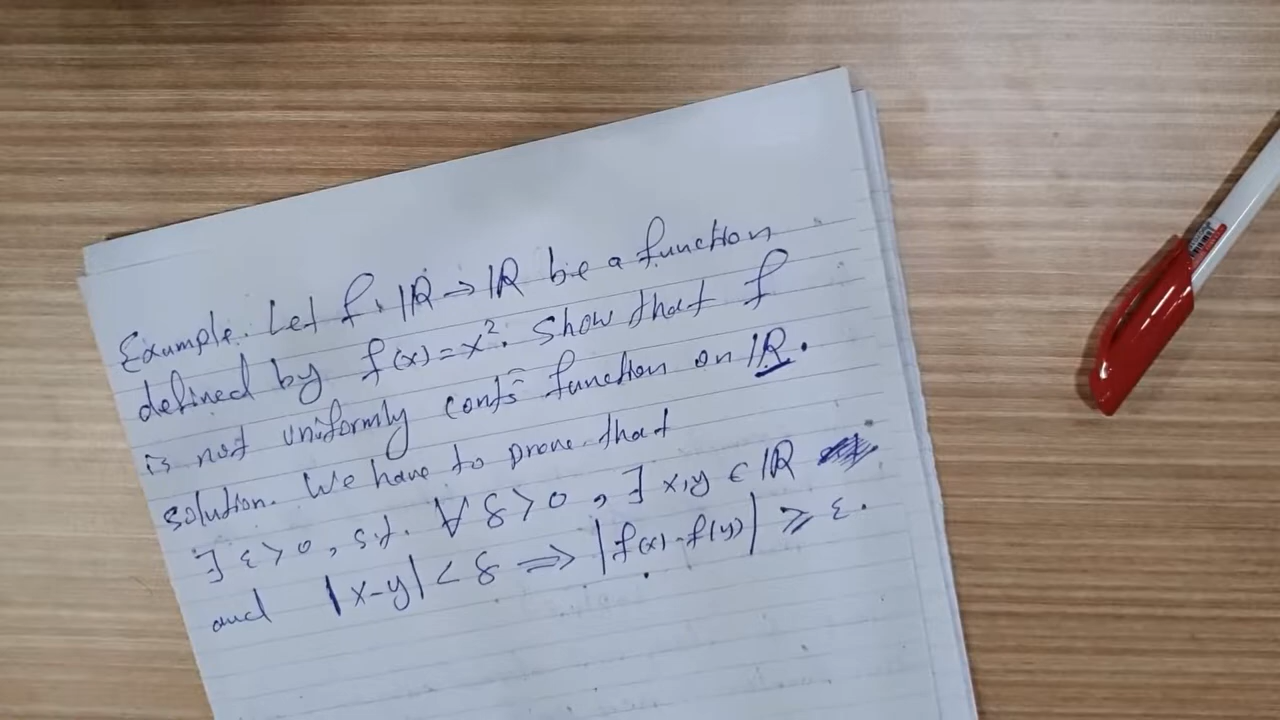 Example. Let f: ℝ → ℝ be a function
defined by f(x) = x². Show that f
is not uniformly conts function on ℝ.
solution. We have to prove that
∃ ε > 0, s.t. ∀ δ > 0, ∃ x,y ∈ ℝ
and |x-y| < δ ⟹ |f(x)-f(y)| ≥ ε.